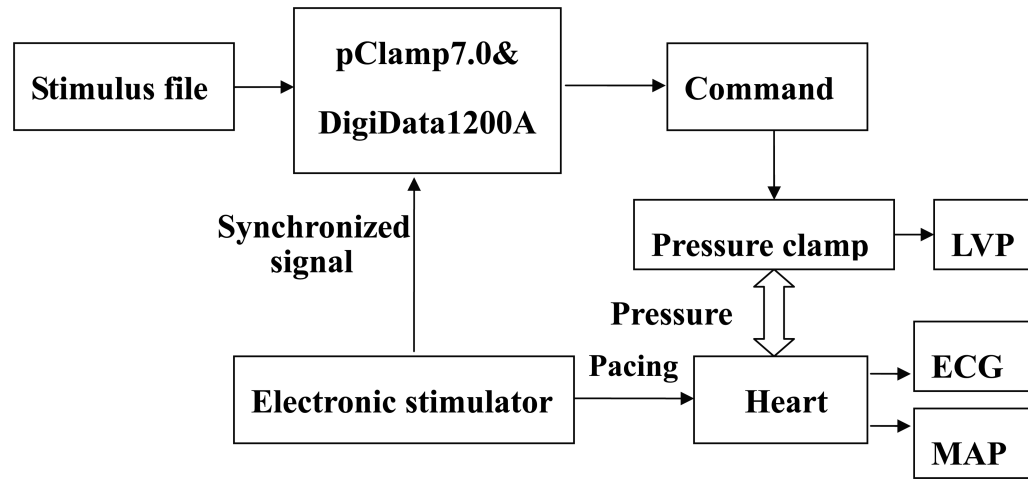 pClamp7.0&
DigiData1200A
Stimulus file
Command
Synchronized
signal
Pressure clamp
LVP
Pressure
Pacing
Electronic stimulator
Heart
ECG
MAP